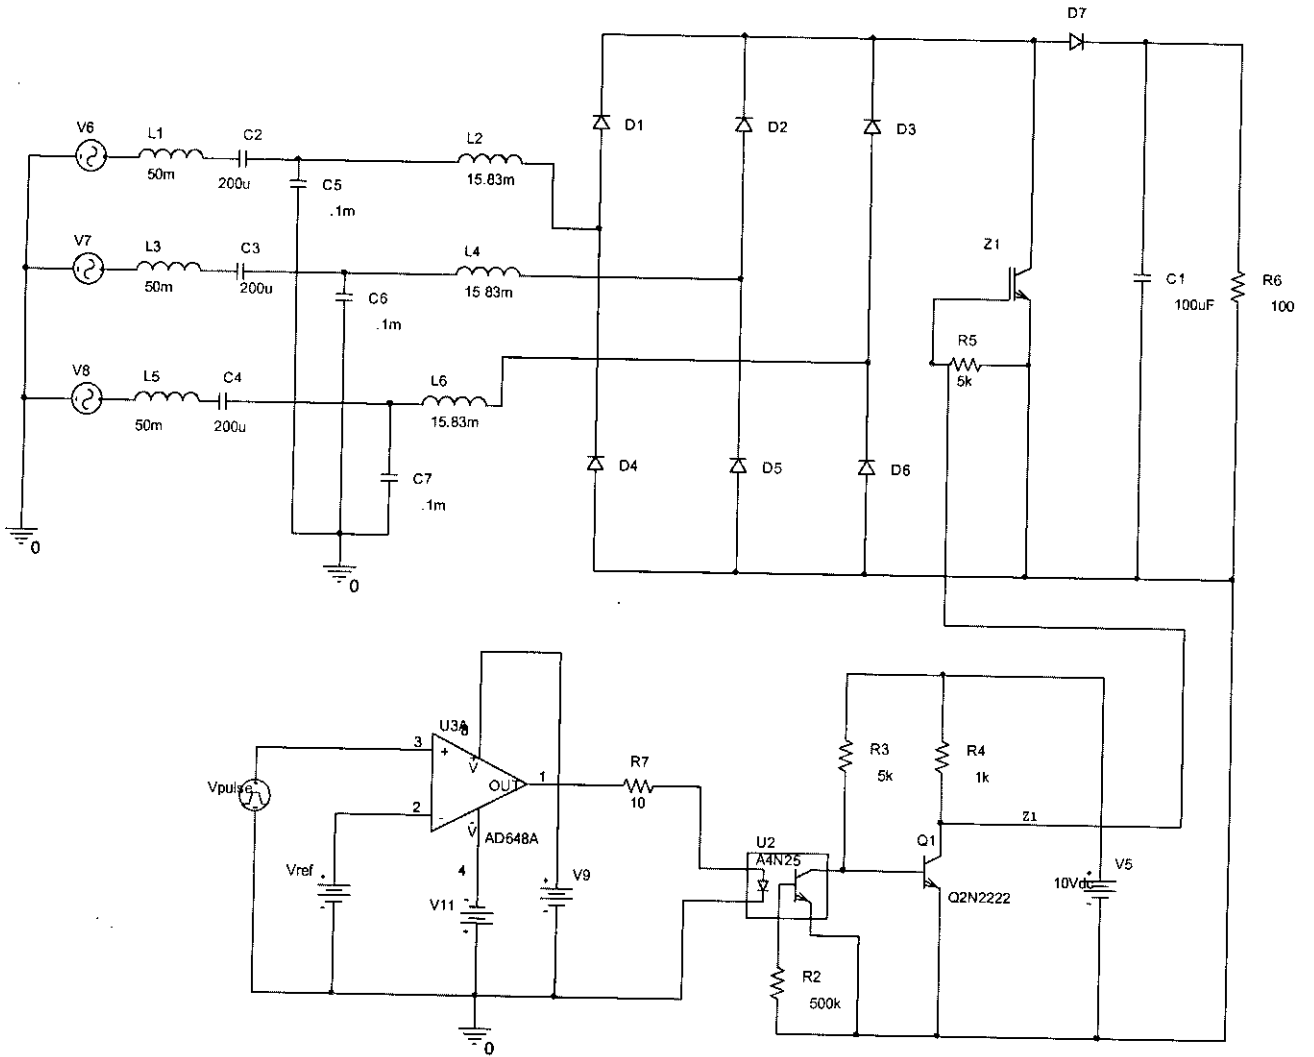 D7
V6
L1
50m
C2
200u
C5
.1m
L2
15.83m
D1
D2
D3
V7
L3
50m
C3
200u
C6
.1m
L4
15 83m
Z1
C1
100uF
R6
100
R5
5k
V8
L5
50m
C4
200u
L6
15.83m
C7
.1m
D4
D5
D6
0
0
U3A
8
3
+
V
OUT
1
2
-
V
AD648A
4
Vpulse
Vref
+
-
V11
-
+
V9
+
-
R7
10
U2
A4N25
R3
5k
R4
1k
Z1
Q1
Q2N2222
V5
10Vdc
+
-
R2
500k
0